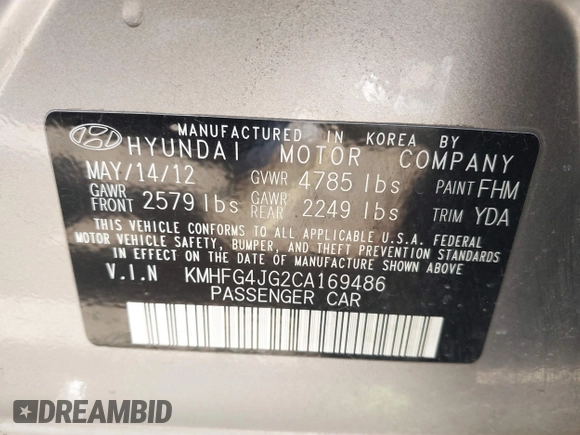 MANUFACTURED IN KOREA BY
HYUNDAI MOTOR COMPANY
MAY/14/12 GVWR 4785 lbs PAINT FHM
GAWR FRONT 2579 lbs GAWR REAR 2249 lbs TRIM YDA
THIS VEHICLE CONFORMS TO ALL APPLICABLE U.S.A. FEDERAL
MOTOR VEHICLE SAFETY, BUMPER, AND THEFT PREVENTION STANDARDS
IN EFFECT ON THE DATE OF MANUFACTURE SHOWN ABOVE
V.I.N KMHFG4JG2CA169486
PASSENGER CAR
DREAMBID